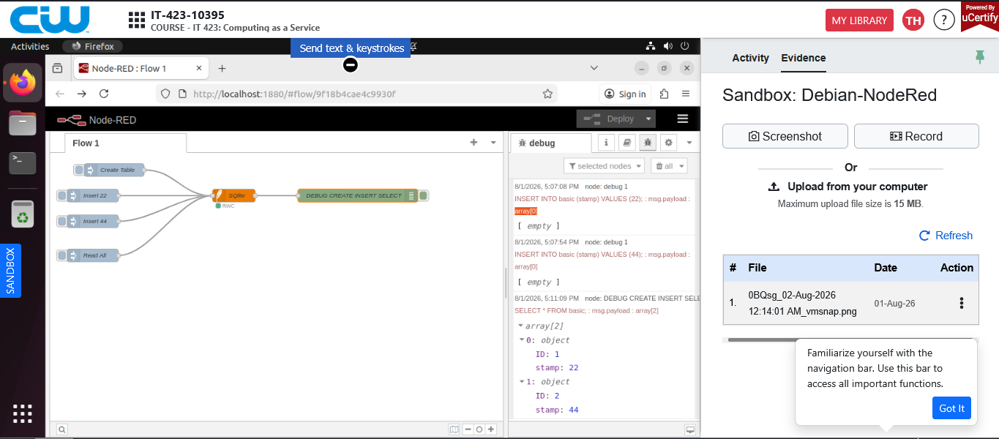 CIW
IT-423-10395
COURSE - IT 423: Computing as a Service
MY LIBRARY
TH
?
Powered By
uCertify
Activities
Firefox
Send text & keystrokes
Node-RED : Flow 1
http://localhost:1880/#flow/9f18b4cae4c9930f
Sign in
Node-RED
Deploy
Flow 1
Create Table
Insert 22
Insert 44
Read All
SQlite
RWC
DEBUG CREATE INSERT SELECT
debug
i
selected nodes
all
8/1/2026, 5:07:08 PM node: debug 1
INSERT INTO basic (stamp) VALUES (22); : msg.payload :
array[0]
[ empty ]
8/1/2026, 5:07:54 PM node: debug 1
INSERT INTO basic (stamp) VALUES (44); : msg.payload :
array[0]
[ empty ]
8/1/2026, 5:11:09 PM node: DEBUG CREATE INSERT SELE
SELECT * FROM basic; : msg.payload : array[2]
array[2]
0: object
ID: 1
stamp: 22
1: object
ID: 2
stamp: 44
SANDBOX
Activity
Evidence
Sandbox: Debian-NodeRed
Screenshot
Record
Or
Upload from your computer
Maximum upload file size is 15 MB.
Refresh
# File Date Action
1. 0BQsg_02-Aug-2026
12:14:01 AM_vmsnap.png
01-Aug-26
Familiarize yourself with the
navigation bar. Use this bar to
access all important functions.
Got It